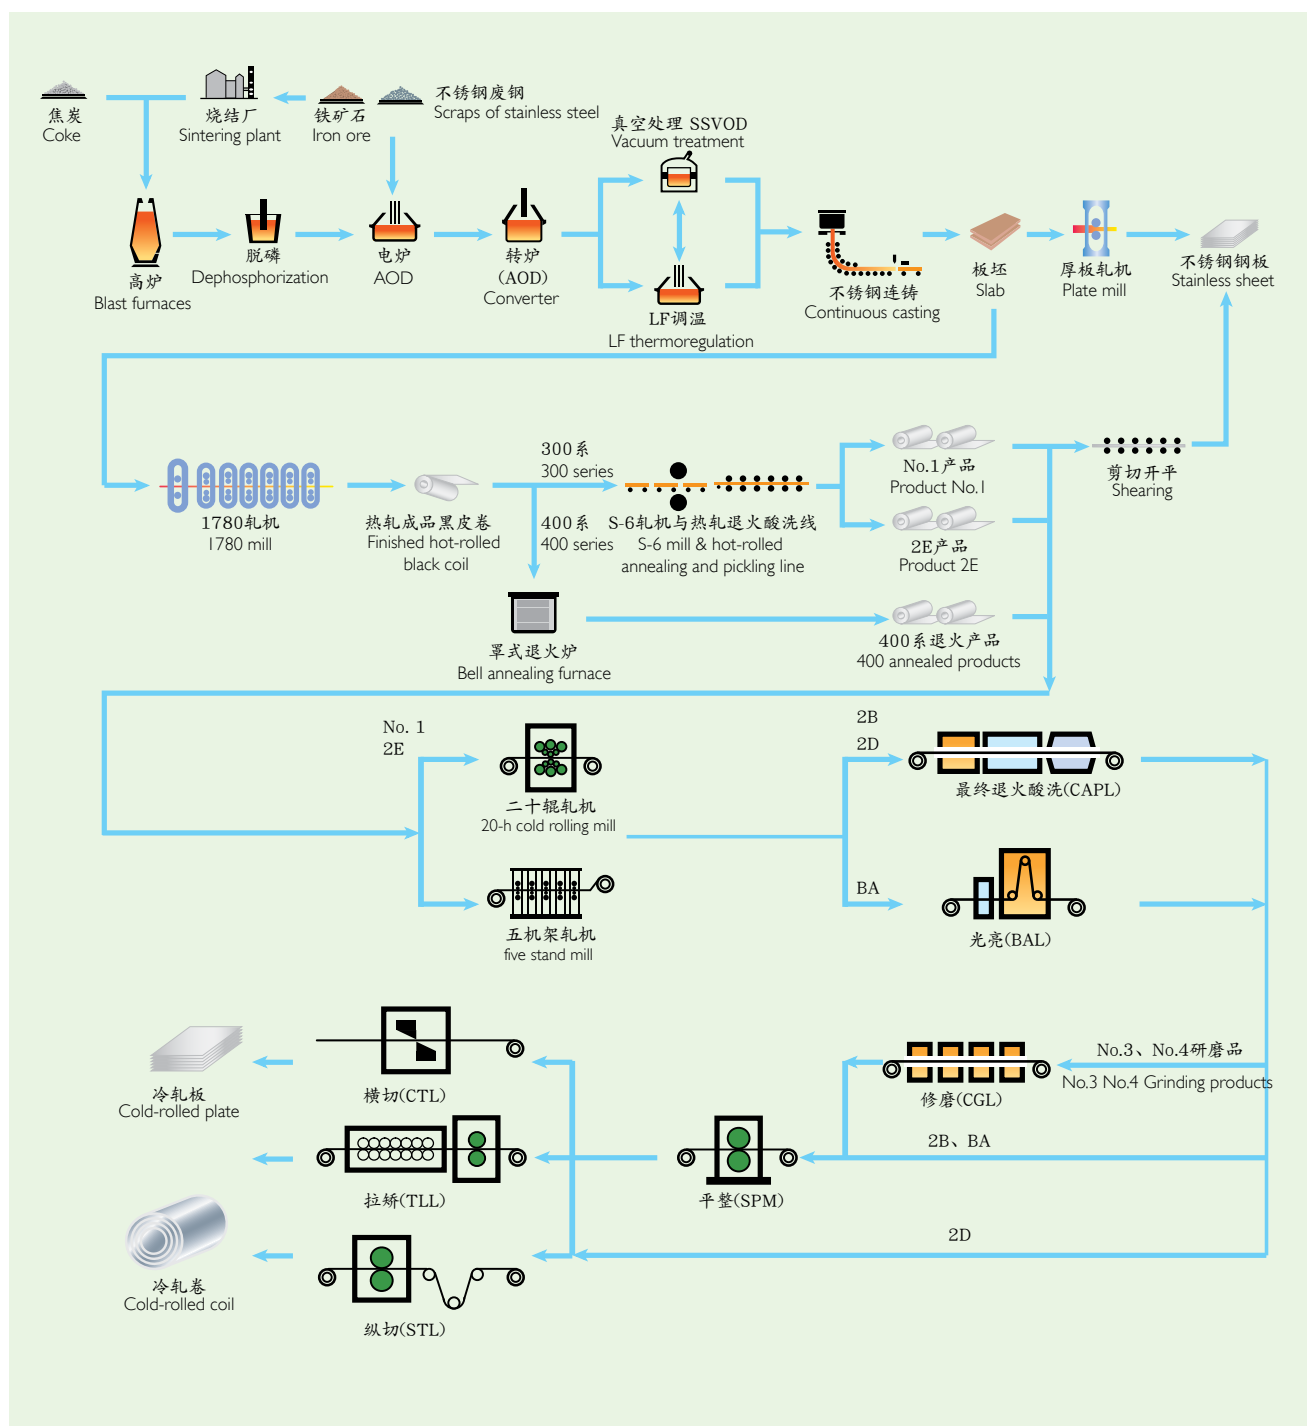 焦炭
Coke
烧结厂
Sintering plant
铁矿石
Iron ore
不锈钢废钢
Scraps of stainless steel
真空处理 SSVOD
Vacuum treatment
高炉
Blast furnaces
脱磷
Dephosphorization
电炉
AOD
转炉
(AOD)
Converter
LF调温
LF thermoregulation
不锈钢连铸
Continuous casting
板坯
Slab
厚板轧机
Plate mill
不锈钢钢板
Stainless sheet
1780轧机
1780 mill
热轧成品黑皮卷
Finished hot-rolled
black coil
300系
300 series
400系
400 series
S-6轧机与热轧退火酸洗线
S-6 mill & hot-rolled
annealing and pickling line
No.1产品
Product No.1
2E产品
Product 2E
剪切开平
Shearing
罩式退火炉
Bell annealing furnace
400系退火产品
400 annealed products
No. 1
2E
二十辊轧机
20-h cold rolling mill
五机架轧机
five stand mill
2B
2D
最终退火酸洗(CAPL)
BA
光亮(BAL)
冷轧板
Cold-rolled plate
横切(CTL)
修磨(CGL)
No.3、No.4研磨品
No.3 No.4 Grinding products
拉矫(TLL)
平整(SPM)
2B、BA
2D
冷轧卷
Cold-rolled coil
纵切(STL)